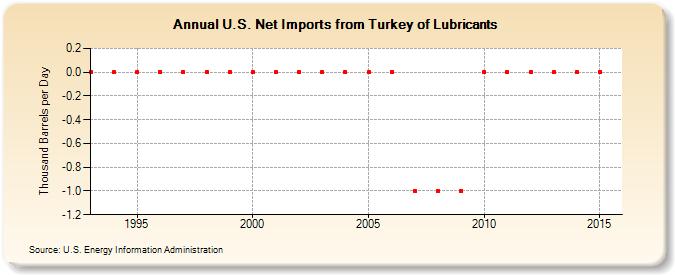 Annual U.S. Net Imports from Turkey of Lubricants
Thousand Barrels per Day
0.2
0.0
-0.2
-0.4
-0.6
-0.8
-1.0
-1.2
1995 2000 2005 2010 2015
Source: U.S. Energy Information Administration